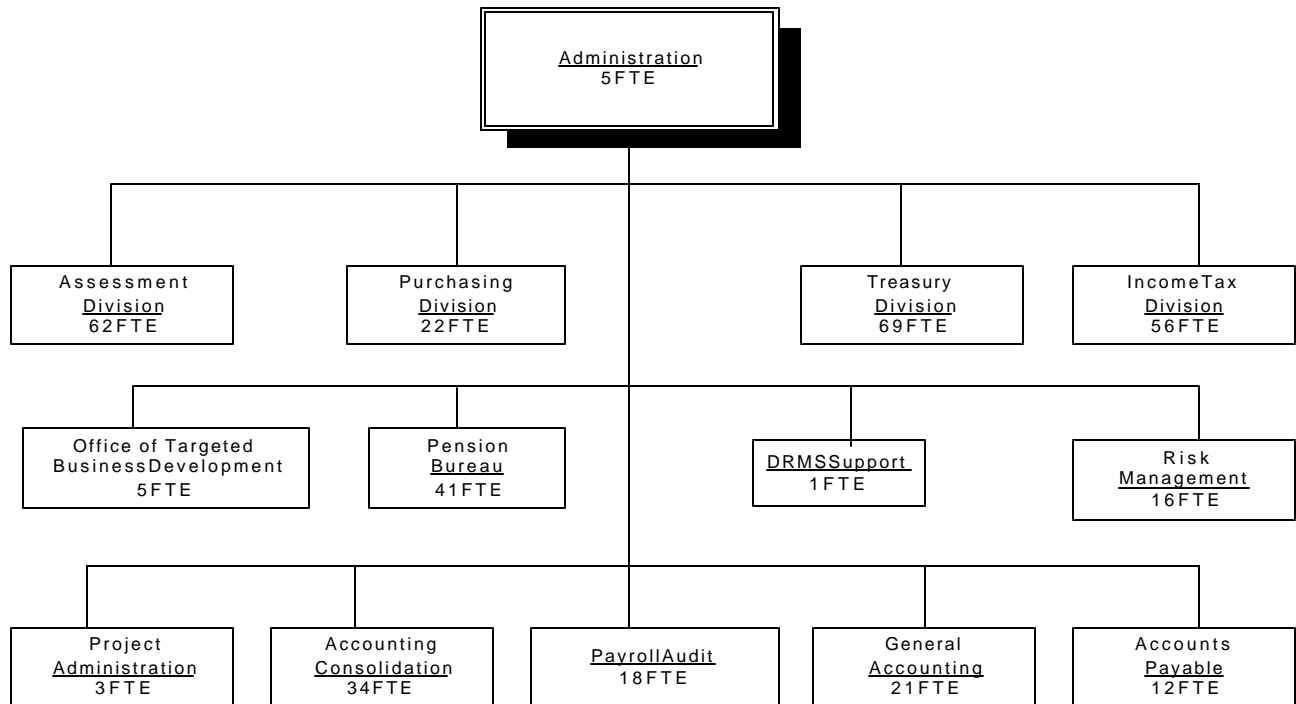 Administration
5FTE
Assessment
Division
62FTE
Purchasing
Division
22FTE
Treasury
Division
69FTE
IncomeTax
Division
56FTE
Office of Targeted
BusinessDevelopment
5FTE
Pension
Bureau
41FTE
DRMSSupport
1FTE
Risk
Management
16FTE
Project
Administration
3FTE
Accounting
Consolidation
34FTE
PayrollAudit
18FTE
General
Accounting
21FTE
Accounts
Payable
12FTE